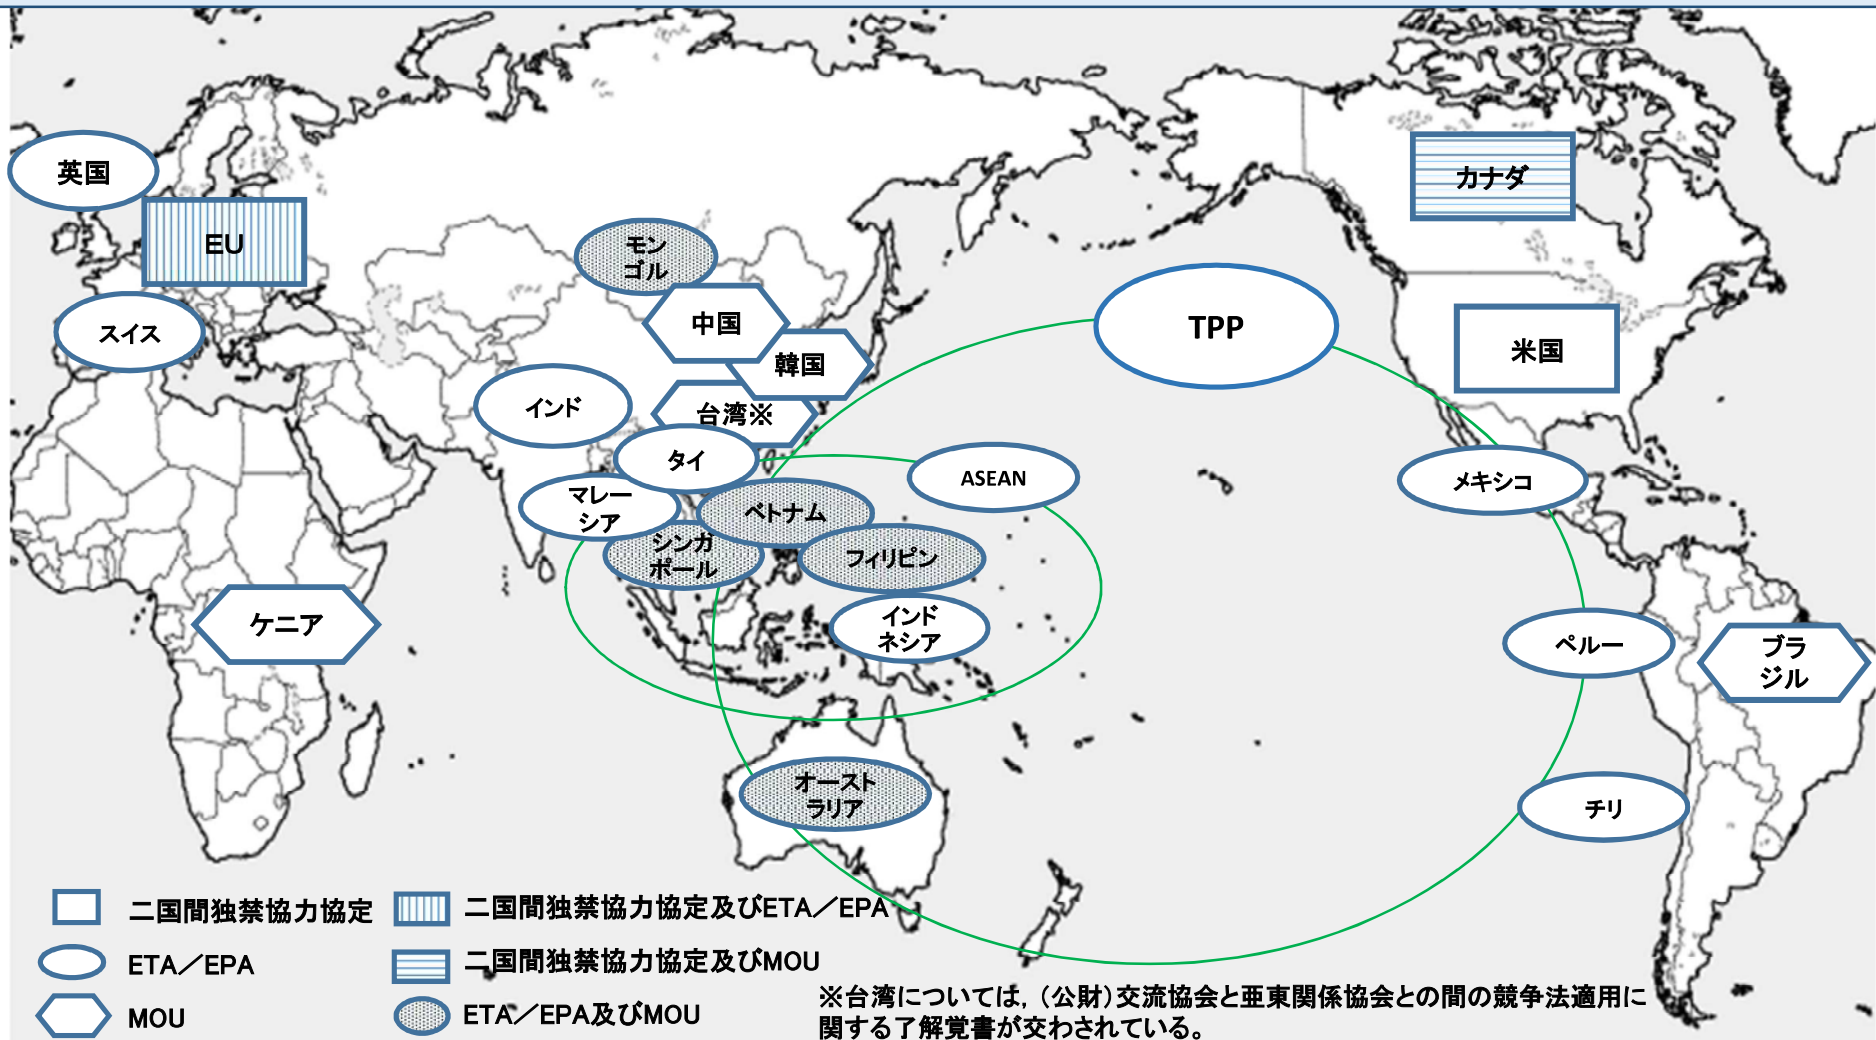 英国
EU
スイス
モン
ゴル
中国
韓国
台湾※
インド
タイ
マレー
シア
シンガ
ポール
ベトナム
フィリピン
インド
ネシア
ASEAN
TPP
カナダ
米国
メキシコ
ペルー
ブラ
ジル
チリ
ケニア
オースト
ラリア
二国間独禁協力協定
二国間独禁協力協定及びETA／EPA
ETA／EPA
二国間独禁協力協定及びMOU
MOU
ETA／EPA及びMOU
※台湾については，（公財）交流協会と亜東関係協会との間の競争法適用に
関する了解覚書が交わされている。